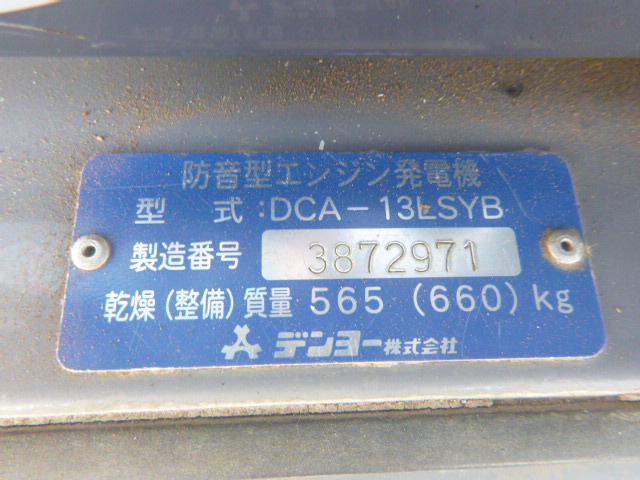 防音型エンジン発電機
型 式:DCA-13LSYB
製造番号 3872971
乾燥(整備)質量 565 (660)kg
デンヨー株式会社